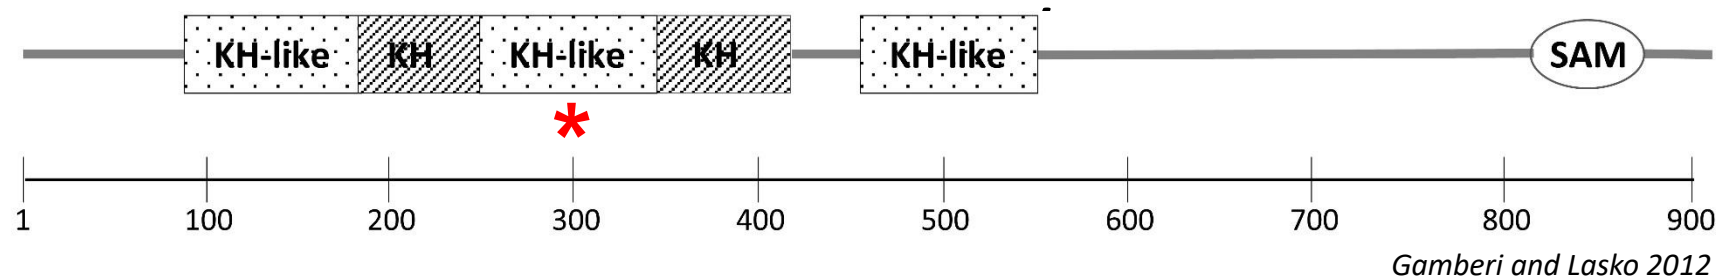 KH-like KH KH-like KH KH-like SAM
*
1 100 200 300 400 500 600 700 800 900
Gamberi and Lasko 2012